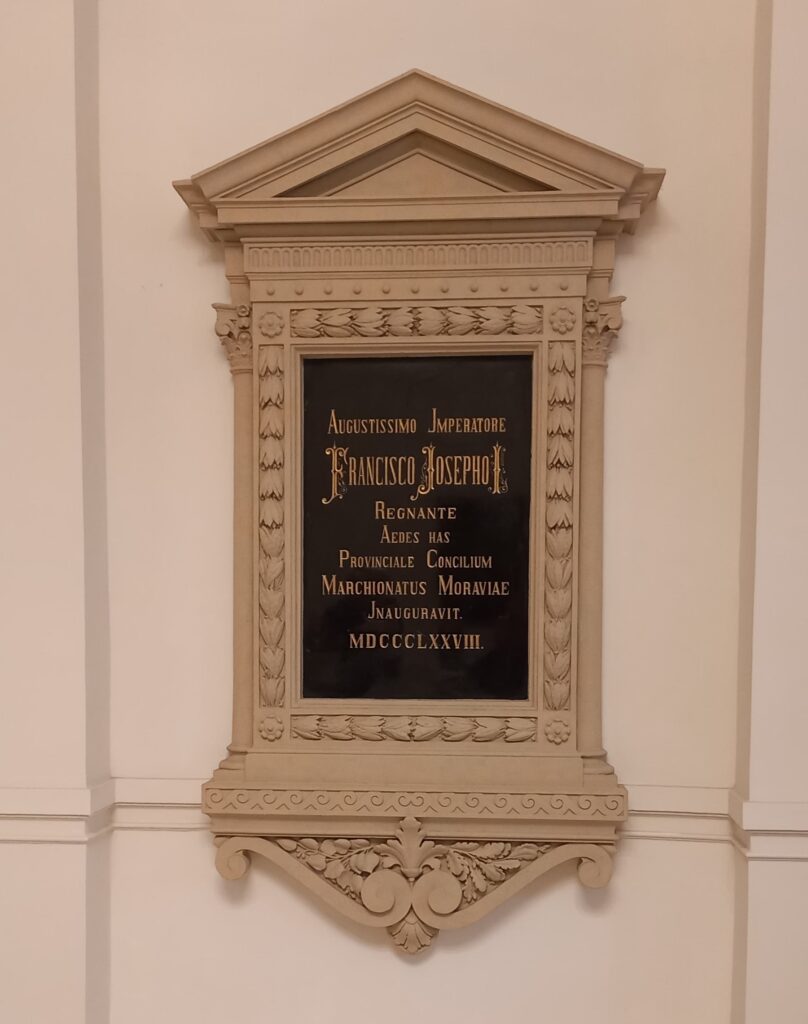 Augustissimo Jmperatore
Francisco Josepho I
Regnante
Aedes has
Provinciale Concilium
Marchionatus Moraviae
Jnauguravit.
MDCCCLXXVIII.